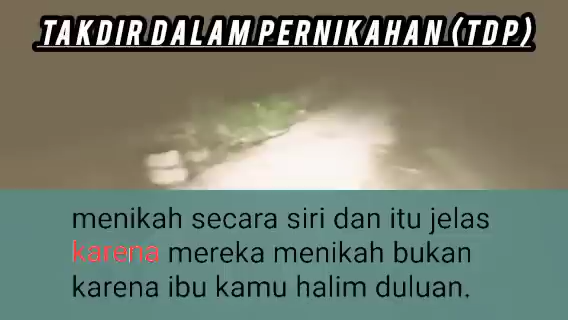 TAKDIR DALAM PERNIKAHAN (TDP)
menikah secara siri dan itu jelas
karena mereka menikah bukan
karena ibu kamu halim duluan.